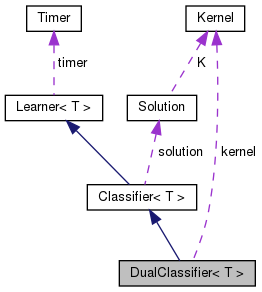 Timer
Kernel
timer
K
Learner< T >
Solution
solution
kernel
Classifier< T >
DualClassifier< T >